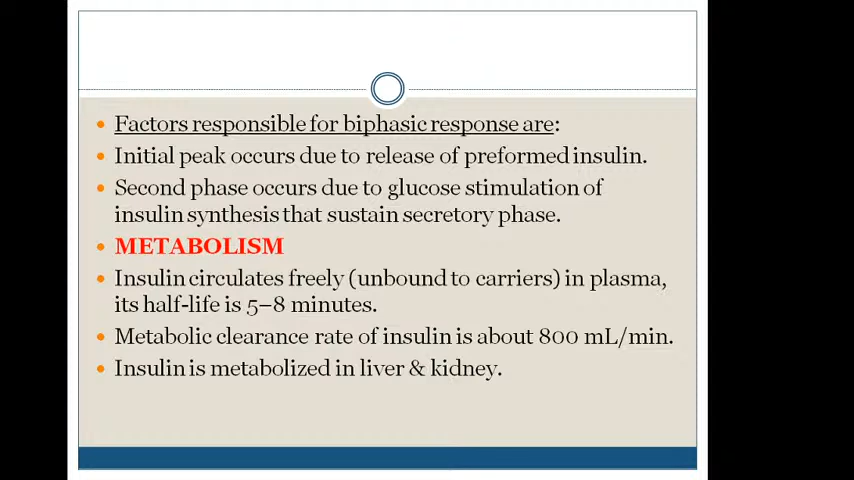 Factors responsible for biphasic response are:
Initial peak occurs due to release of preformed insulin.
Second phase occurs due to glucose stimulation of
insulin synthesis that sustain secretory phase.
METABOLISM
Insulin circulates freely (unbound to carriers) in plasma,
its half-life is 5–8 minutes.
Metabolic clearance rate of insulin is about 800 mL/min.
Insulin is metabolized in liver & kidney.